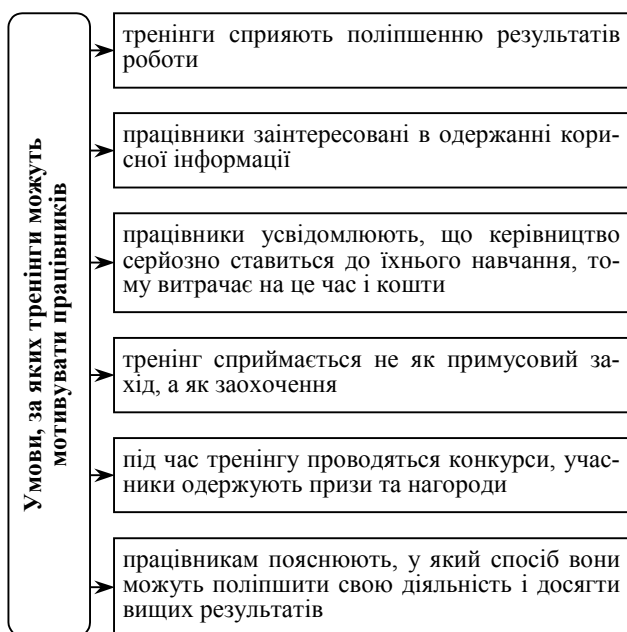 Умови, за яких тренінги можуть
мотивувати працівників
тренінги сприяють поліпшенню результатів
роботи
працівники заінтересовані в одержанні кори-
сної інформації
працівники усвідомлюють, що керівництво
серйозно ставиться до їхнього навчання, то-
му витрачає на це час і кошти
тренінг сприймається не як примусовий за-
хід, а як заохочення
під час тренінгу проводяться конкурси, учас-
ники одержують призи та нагороди
працівникам пояснюють, у який спосіб вони
можуть поліпшити свою діяльність і досягти
вищих результатів